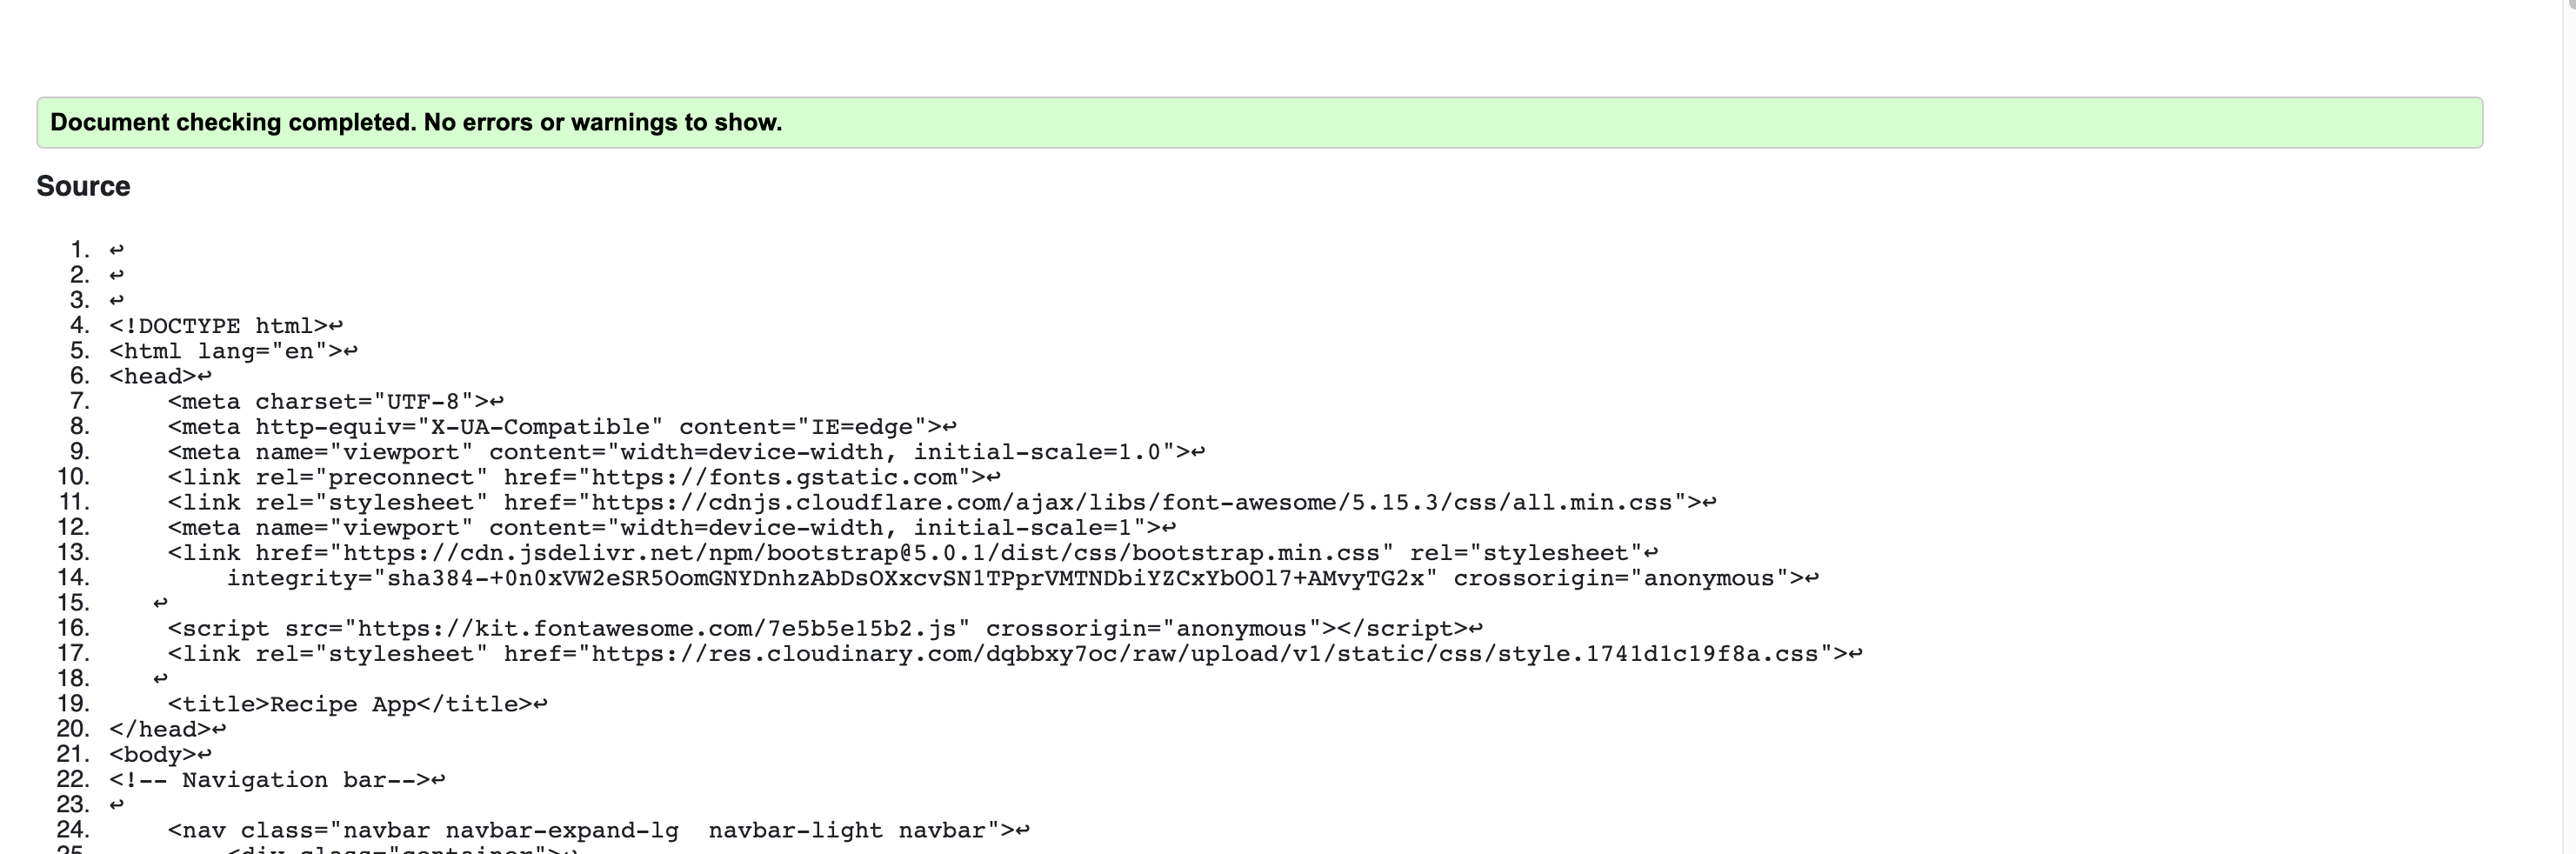 Document checking completed. No errors or warnings to show.
Source
1. ↩
2. ↩
3. ↩
4. <!DOCTYPE html>↩
5. <html lang="en">↩
6. <head>↩
7.     <meta charset="UTF-8">↩
8.     <meta http-equiv="X-UA-Compatible" content="IE=edge">↩
9.     <meta name="viewport" content="width=device-width, initial-scale=1.0">↩
10.     <link rel="preconnect" href="https://fonts.gstatic.com">↩
11.     <link rel="stylesheet" href="https://cdnjs.cloudflare.com/ajax/libs/font-awesome/5.15.3/css/all.min.css">↩
12.     <meta name="viewport" content="width=device-width, initial-scale=1">↩
13.     <link href="https://cdn.jsdelivr.net/npm/bootstrap@5.0.1/dist/css/bootstrap.min.css" rel="stylesheet"↩
14.         integrity="sha384-+0n0xVW2eSR5OomGNYDnhzAbDsOXxcvSN1TPprVMTNDbiYZCxYbOOl7+AMvyTG2x" crossorigin="anonymous">↩
15.    ↩
16.     <script src="https://kit.fontawesome.com/7e5b5e15b2.js" crossorigin="anonymous"></script>↩
17.     <link rel="stylesheet" href="https://res.cloudinary.com/dqbbxy7oc/raw/upload/v1/static/css/style.1741d1c19f8a.css">↩
18.    ↩
19.     <title>Recipe App</title>↩
20. </head>↩
21. <body>↩
22. <!-- Navigation bar-->↩
23. ↩
24.     <nav class="navbar navbar-expand-lg  navbar-light navbar">↩
25.         <div class="container">↩